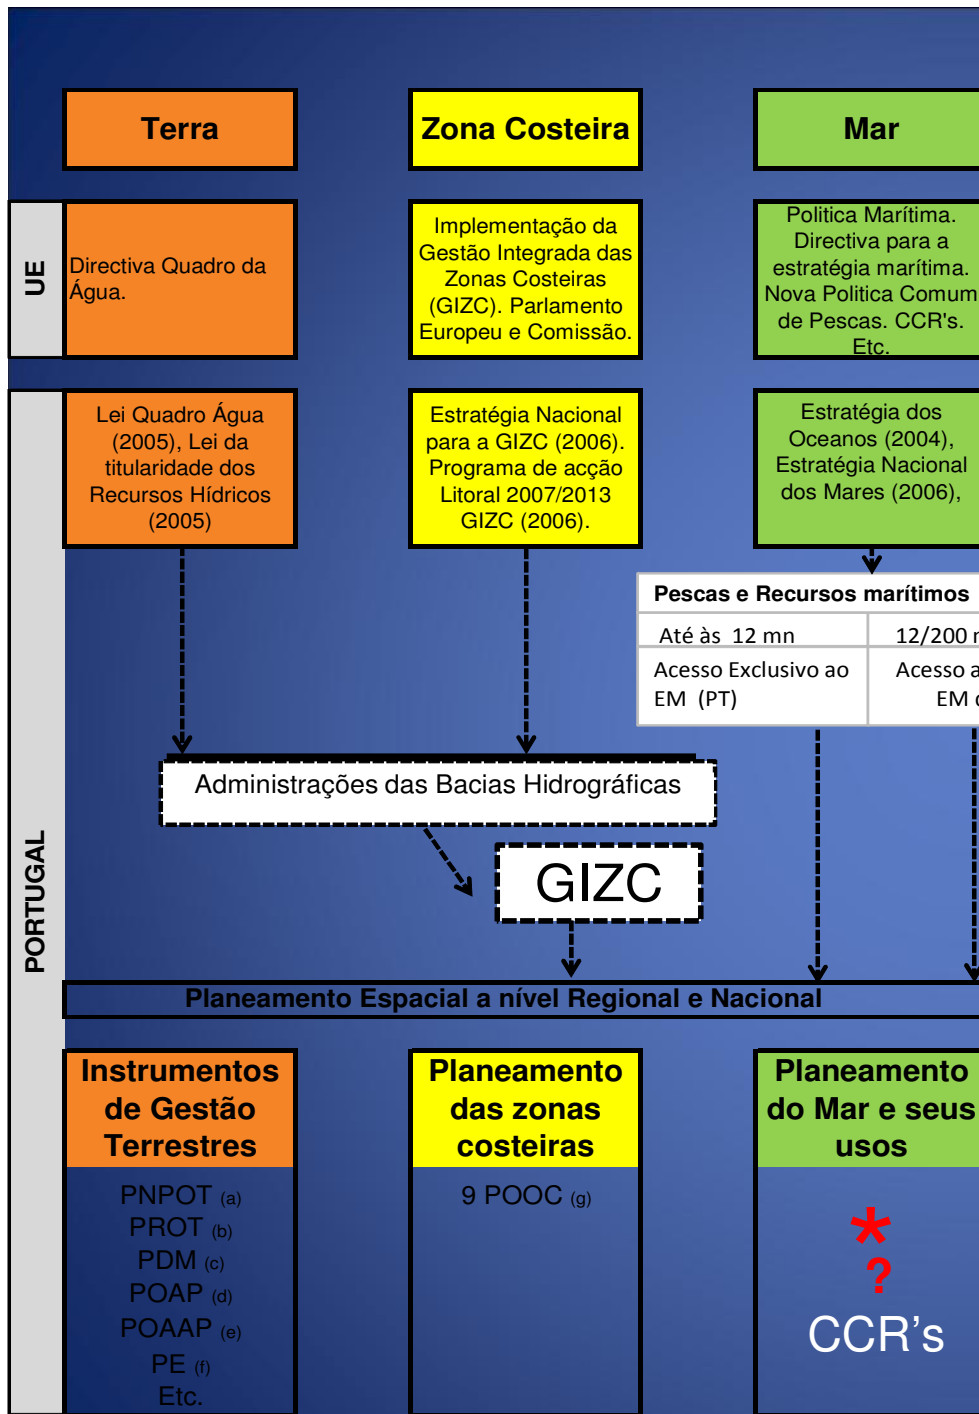 Terra
Zona Costeira
Mar
UE
Directiva Quadro da
Água.
Implementação da
Gestão Integrada das
Zonas Costeiras
(GIZC). Parlamento
Europeu e Comissão.
Politica Marítima.
Directiva para a
estratégia marítima.
Nova Politica Comum
de Pescas. CCR's.
Etc.
PORTUGAL
Lei Quadro Água
(2005), Lei da
titularidade dos
Recursos Hídricos
(2005)
Estratégia Nacional
para a GIZC (2006).
Programa de acção
Litoral 2007/2013
GIZC (2006).
Estratégia dos
Oceanos (2004),
Estratégia Nacional
dos Mares (2006),
Pescas e Recursos marítimos
Até às 12 mn
12/200
Acesso Exclusivo ao
EM (PT)
Acesso
EM
Administrações das Bacias Hidrográficas
GIZC
Planeamento Espacial a nível Regional e Nacional
Instrumentos
de Gestão
Terrestres
PNPOT (a)
PROT (b)
PDM (c)
POAP (d)
POAAP (e)
PE (f)
Etc.
Planeamento
das zonas
costeiras
9 POOC (g)
Planeamento
do Mar e seus
usos
*
?
CCR's